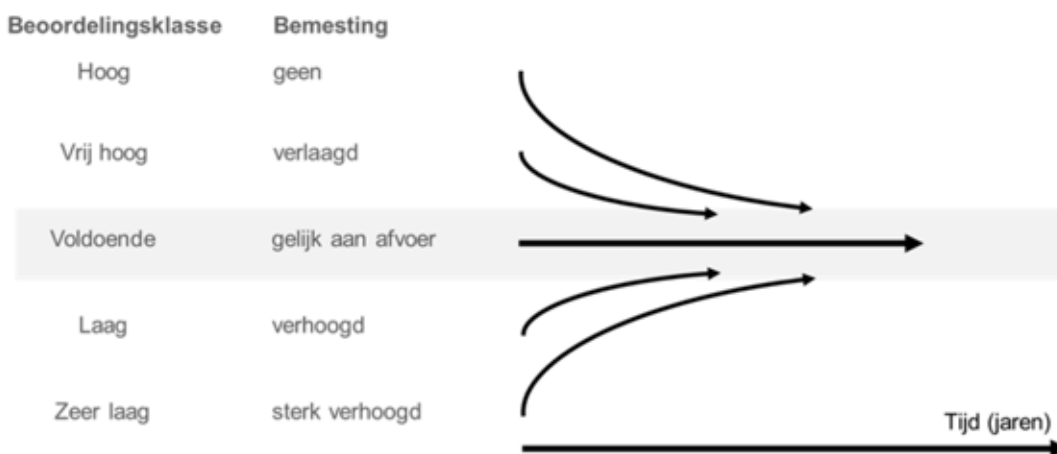 Beoordelingsklasse Bemesting
Hoog geen
Vrij hoog verlaagd
Voldoende gelijk aan afvoer
Laag verhoogd
Zeer laag sterk verhoogd
Tijd (jaren)